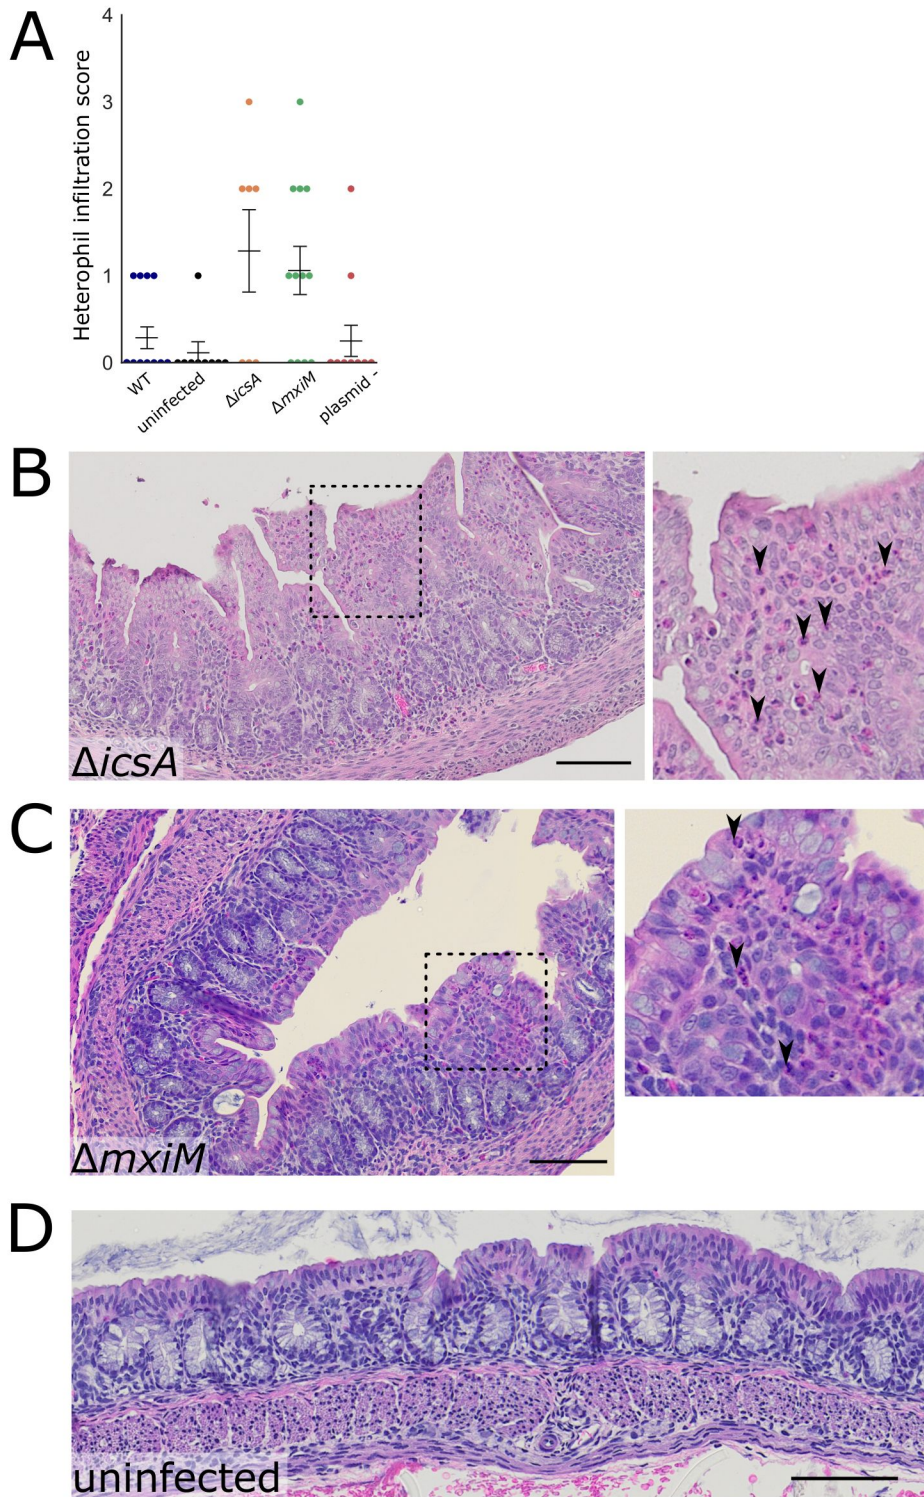 A
Heterophil infiltration score
4
3
2
1
0
WT
uninfected
ΔicsA
ΔmxiM
plasmid -
B
ΔicsA
C
ΔmxiM
D
uninfected